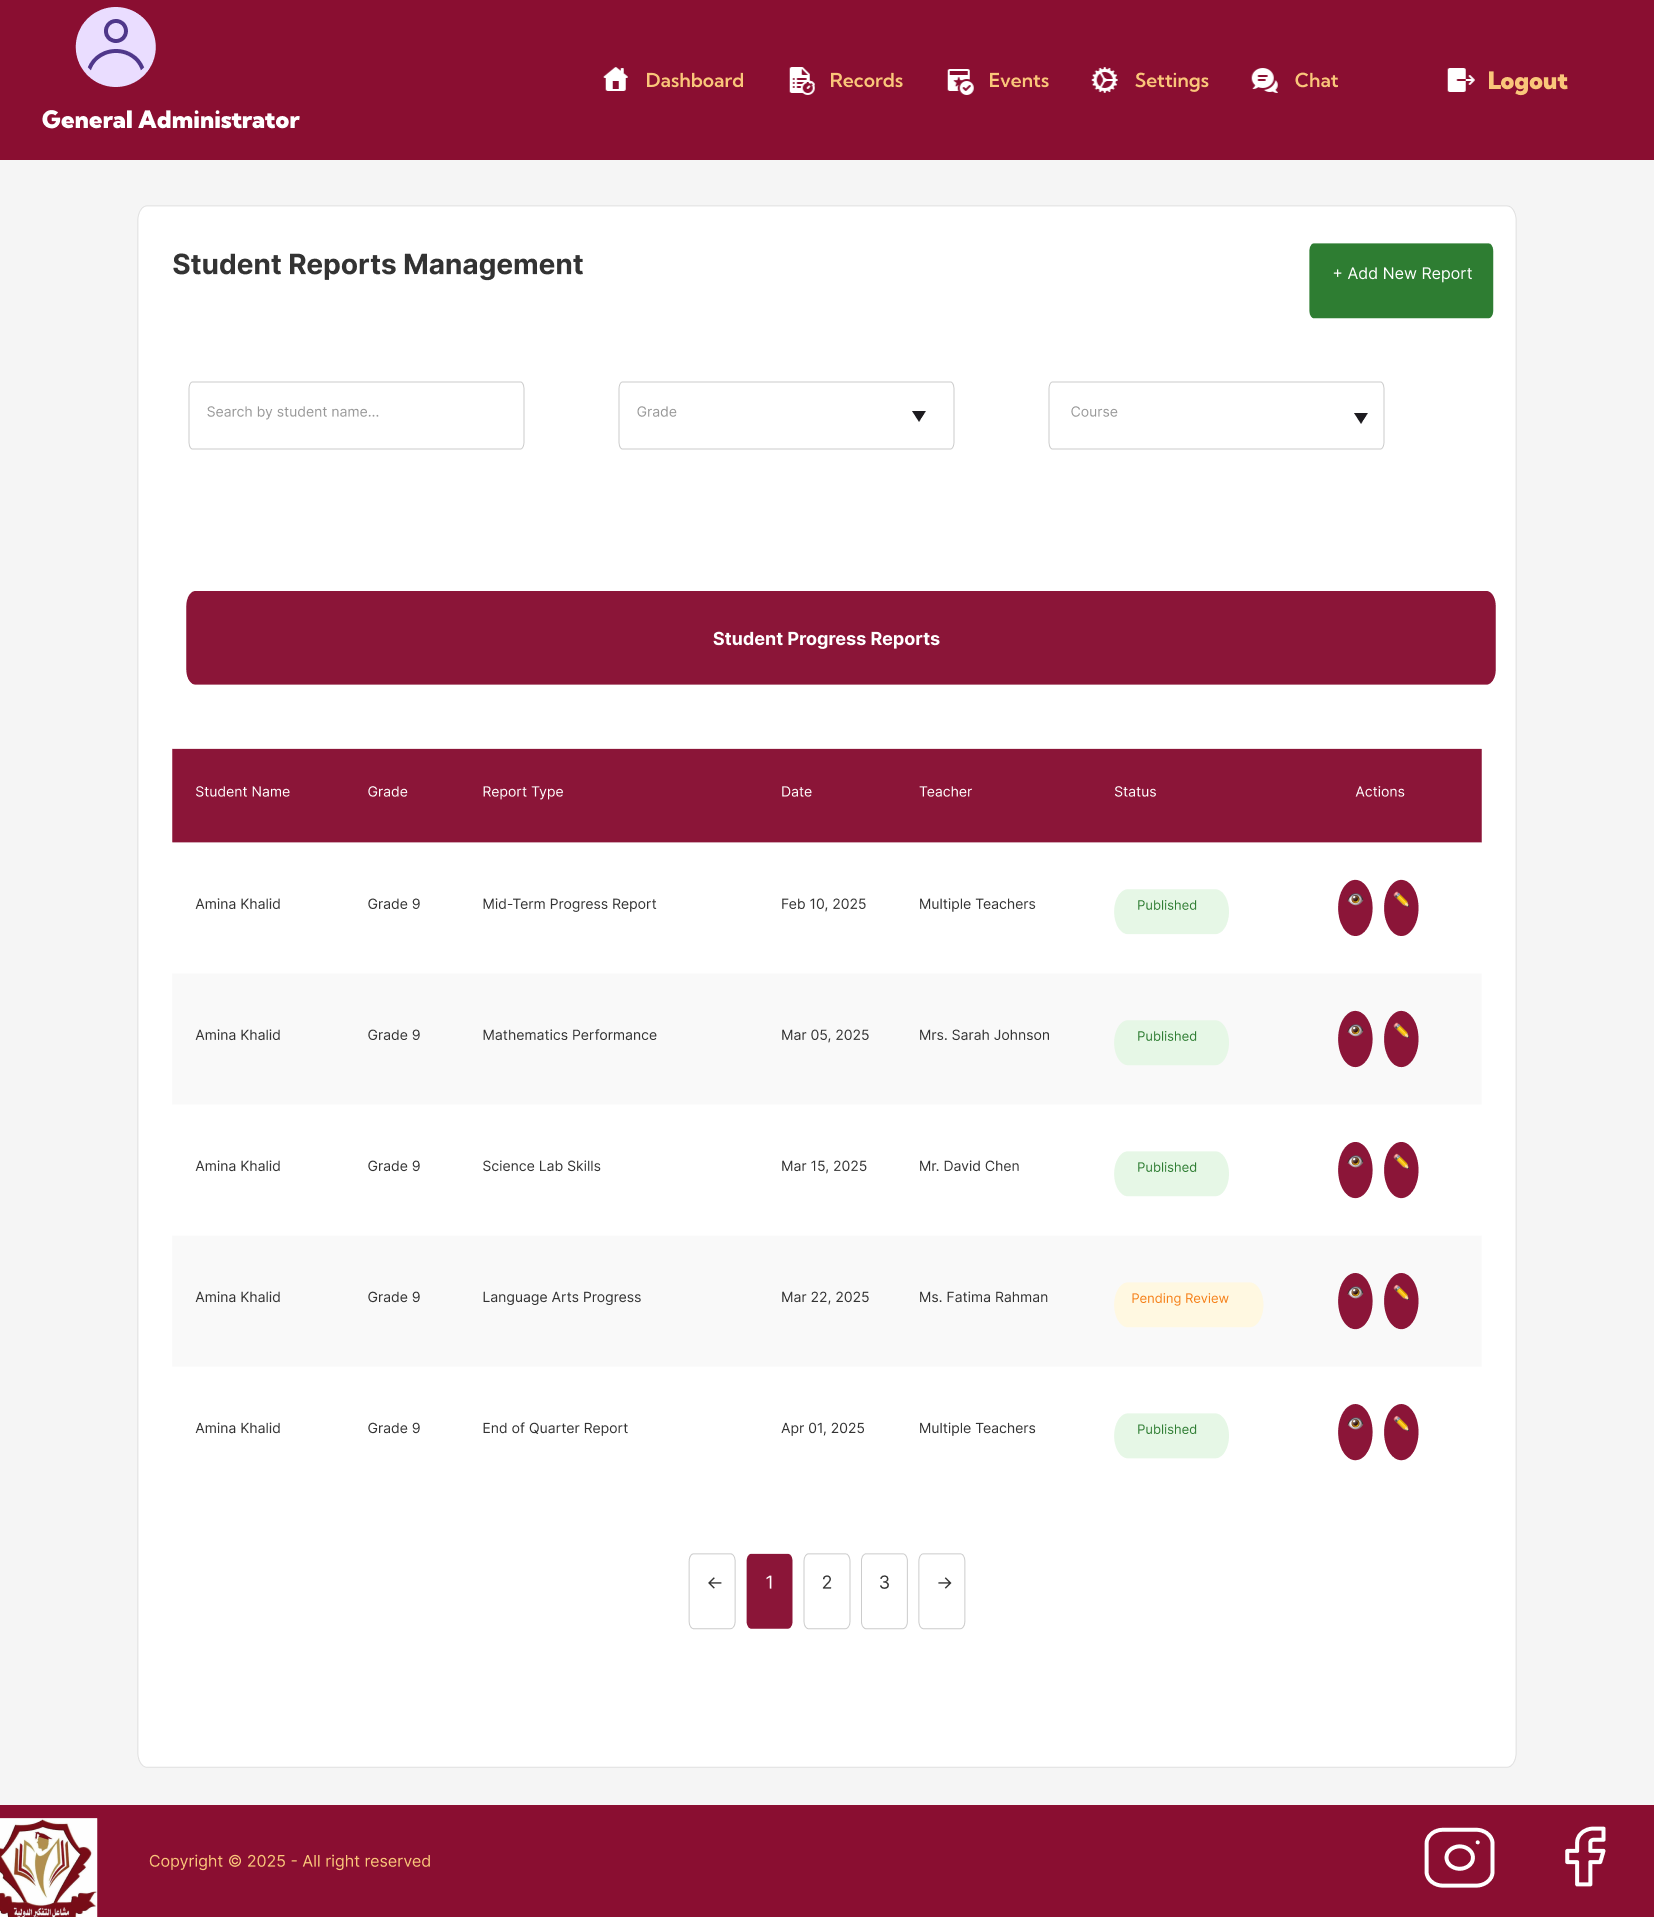 General Administrator
Dashboard
Records
Events
Settings
Chat
Logout
Student Reports Management
+ Add New Report
Search by student name...
Grade
Course
Student Progress Reports
Student Name Grade Report Type Date Teacher Status Actions
Amina Khalid Grade 9 Mid-Term Progress Report Feb 10, 2025 Multiple Teachers Published
Amina Khalid Grade 9 Mathematics Performance Mar 05, 2025 Mrs. Sarah Johnson Published
Amina Khalid Grade 9 Science Lab Skills Mar 15, 2025 Mr. David Chen Published
Amina Khalid Grade 9 Language Arts Progress Mar 22, 2025 Ms. Fatima Rahman Pending Review
Amina Khalid Grade 9 End of Quarter Report Apr 01, 2025 Multiple Teachers Published
← 1 2 3 →
مشاعل التفكير الدولية
Copyright © 2025 - All right reserved